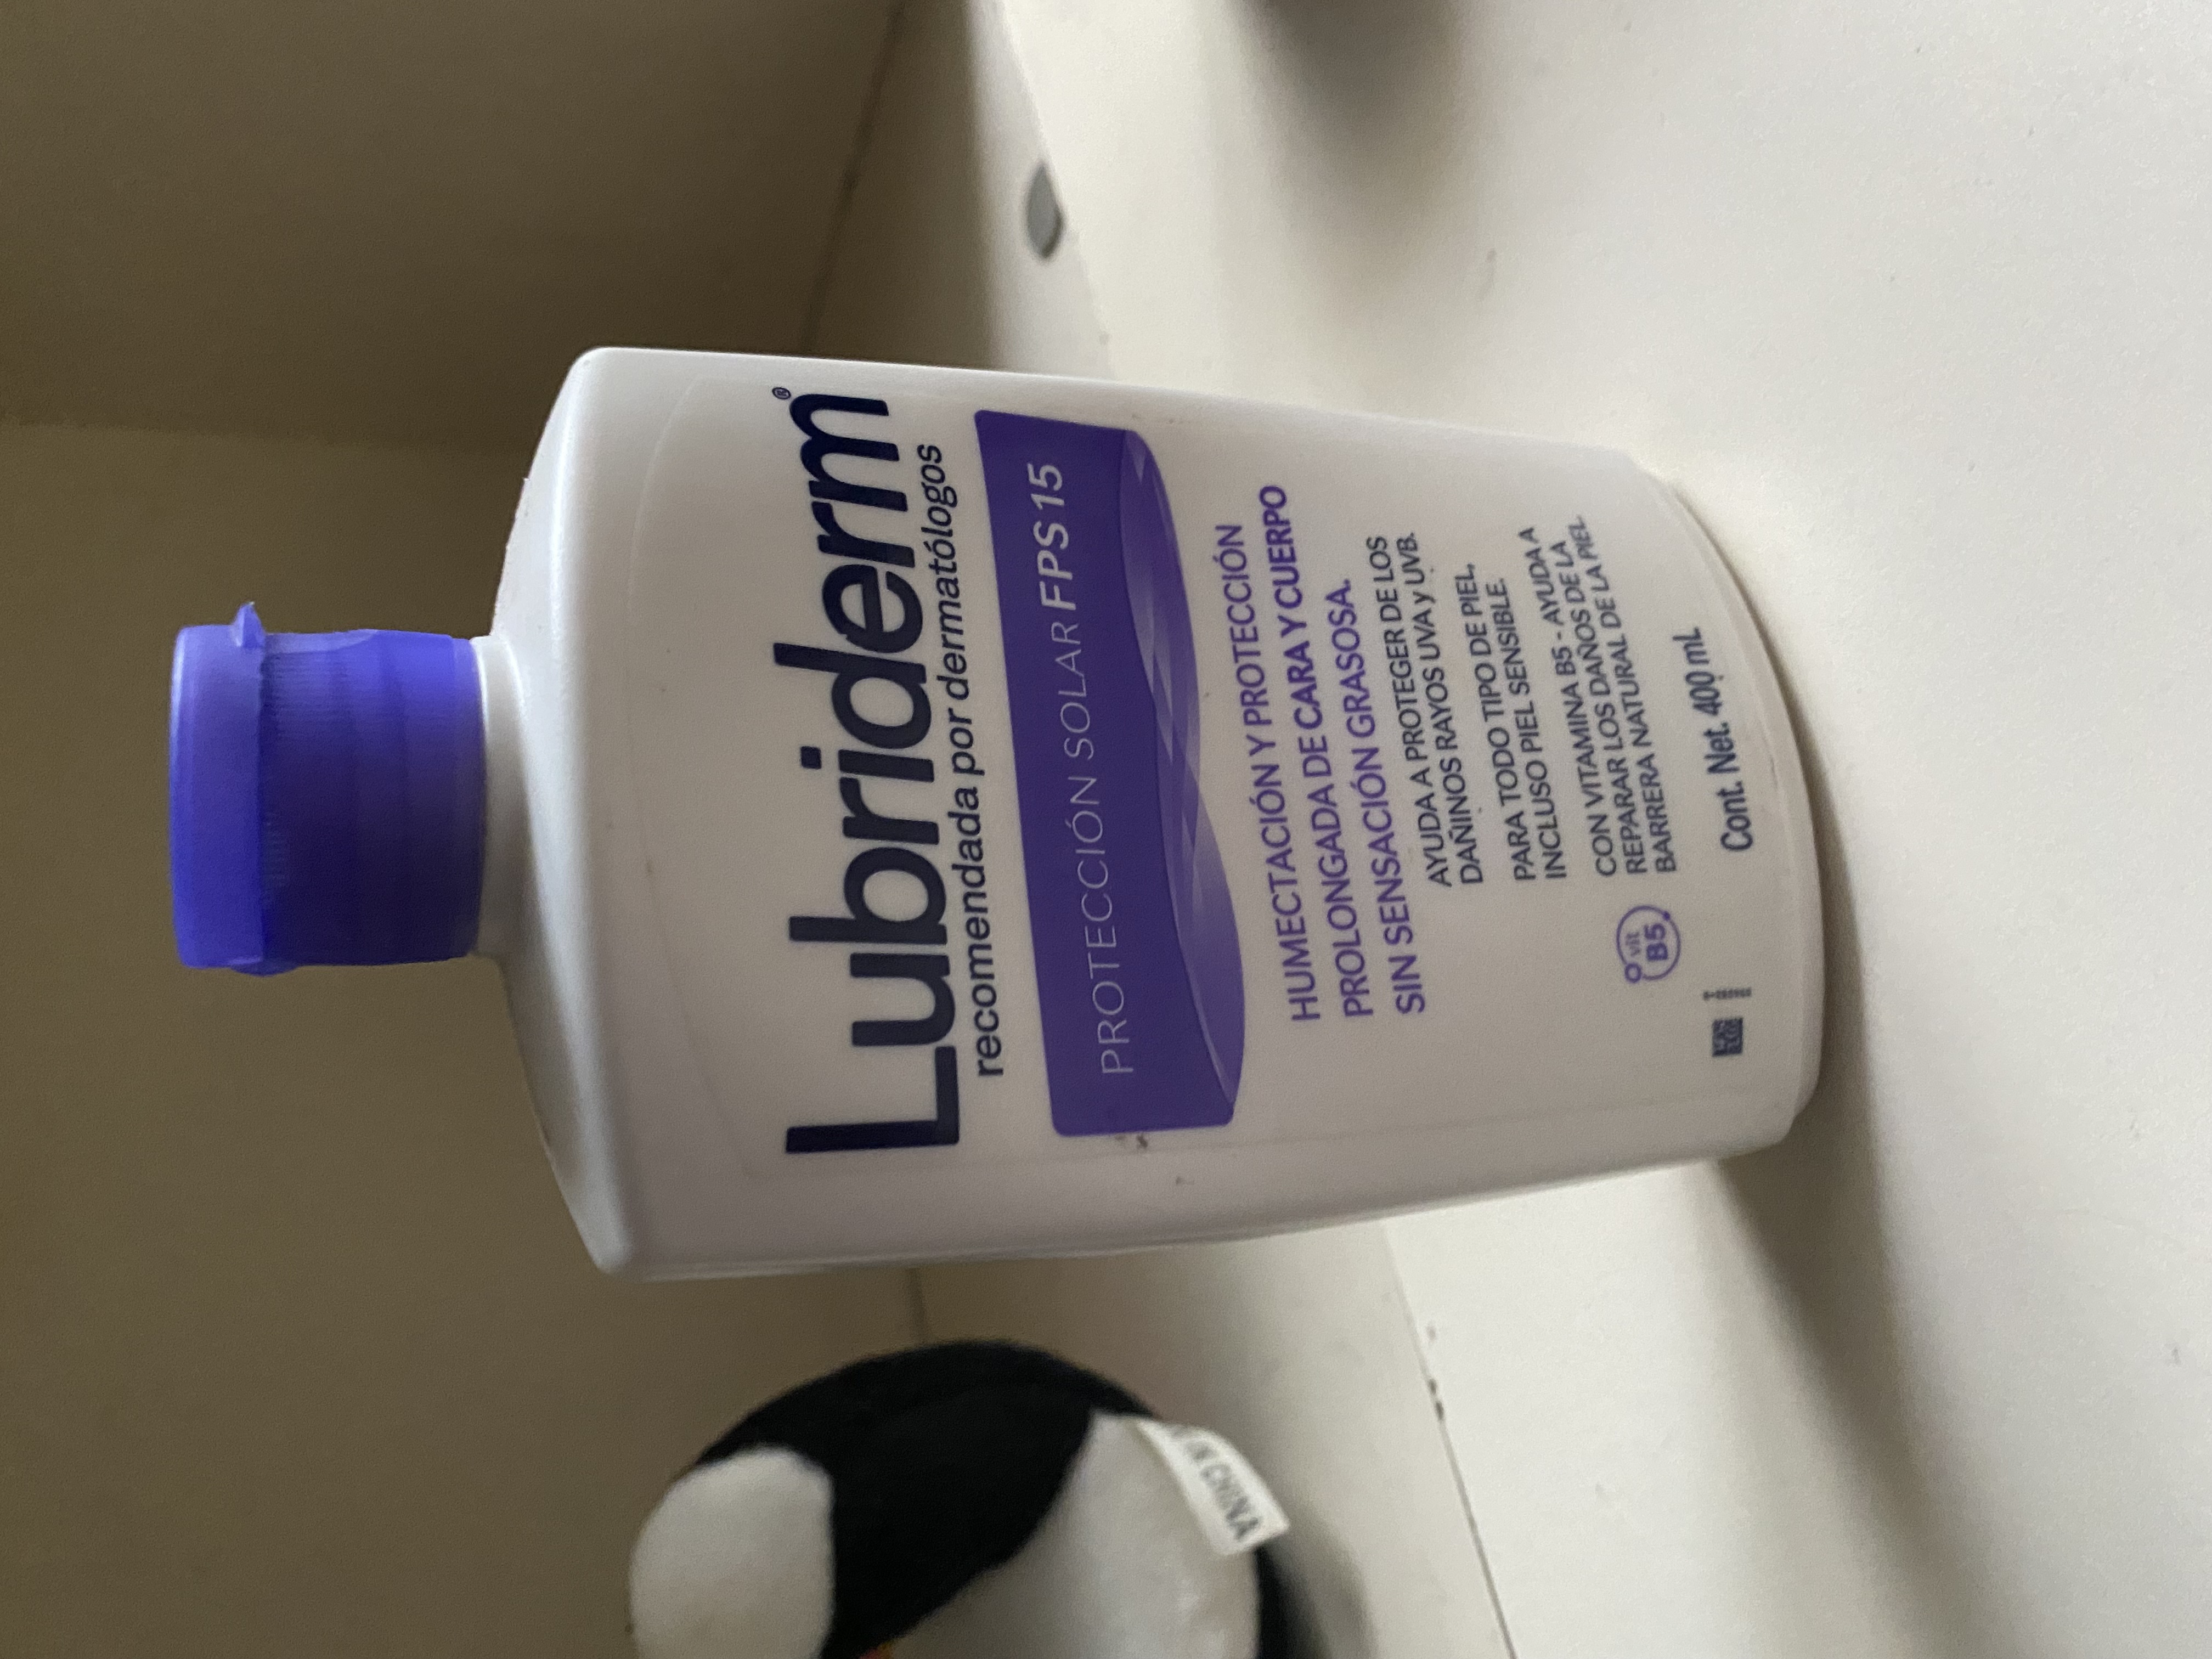 Lubriderm®
recomendada por dermatólogos
PROTECCIÓN SOLAR FPS 15
HUMECTACIÓN Y PROTECCIÓN
PROLONGADA DE CARA Y CUERPO
SIN SENSACIÓN GRASOSA.
AYUDA A PROTEGER DE LOS
DAÑINOS RAYOS UVA y UVB.
PARA TODO TIPO DE PIEL,
INCLUSO PIEL SENSIBLE.
CON VITAMINA B5 - AYUDA A
REPARAR LOS DAÑOS DE LA
BARRERA NATURAL DE LA PIEL.
vit
B5
Cont. Net. 400 mL
IN CHINA